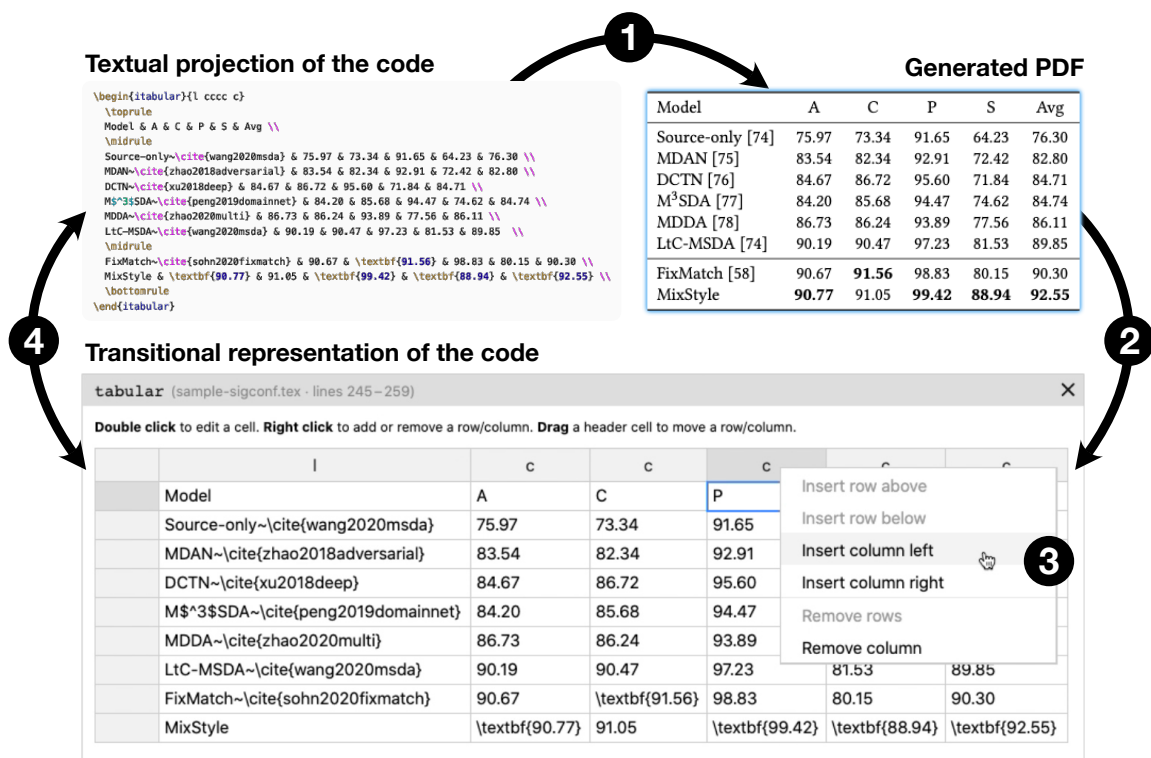 1
Textual projection of the code
\begin{itabular}{l cccc c}
\toprule
Model & A & C & P & S & Avg \\
\midrule
Source-only~\cite{wang2020msda} & 75.97 & 73.34 & 91.65 & 64.23 & 76.30 \\
MDAN~\cite{zhao2018adversarial} & 83.54 & 82.34 & 92.91 & 72.42 & 82.80 \\
DCTN~\cite{xu2018deep} & 84.67 & 86.72 & 95.60 & 71.84 & 84.71 \\
M$^3$SDA~\cite{peng2019domainnet} & 84.20 & 85.68 & 94.47 & 74.62 & 84.74 \\
MDDA~\cite{zhao2020multi} & 86.73 & 86.24 & 93.89 & 77.56 & 86.11 \\
LtC-MSDA~\cite{wang2020msda} & 90.19 & 90.47 & 97.23 & 81.53 & 89.85 \\
\midrule
FixMatch~\cite{sohn2020fixmatch} & 90.67 & \textbf{91.56} & 98.83 & 80.15 & 90.30 \\
MixStyle & \textbf{90.77} & 91.05 & \textbf{99.42} & \textbf{88.94} & \textbf{92.55} \\
\bottomrule
\end{itabular}
Generated PDF
Model A C P S Avg
Source-only [74] 75.97 73.34 91.65 64.23 76.30
MDAN [75] 83.54 82.34 92.91 72.42 82.80
DCTN [76] 84.67 86.72 95.60 71.84 84.71
M³SDA [77] 84.20 85.68 94.47 74.62 84.74
MDDA [78] 86.73 86.24 93.89 77.56 86.11
LtC-MSDA [74] 90.19 90.47 97.23 81.53 89.85
FixMatch [58] 90.67 91.56 98.83 80.15 90.30
MixStyle 90.77 91.05 99.42 88.94 92.55
4
2
Transitional representation of the code
tabular (sample-sigconf.tex · lines 245–259)
Double click to edit a cell. Right click to add or remove a row/column. Drag a header cell to move a row/column.
l c c c c c
Model A C P
Source-only~\cite{wang2020msda} 75.97 73.34 91.65
MDAN~\cite{zhao2018adversarial} 83.54 82.34 92.91
DCTN~\cite{xu2018deep} 84.67 86.72 95.60
M$^3$SDA~\cite{peng2019domainnet} 84.20 85.68 94.47
MDDA~\cite{zhao2020multi} 86.73 86.24 93.89
LtC-MSDA~\cite{wang2020msda} 90.19 90.47 97.23 81.53 89.85
FixMatch~\cite{sohn2020fixmatch} 90.67 \textbf{91.56} 98.83 80.15 90.30
MixStyle \textbf{90.77} 91.05 \textbf{99.42} \textbf{88.94} \textbf{92.55}
Insert row above
Insert row below
Insert column left
Insert column right
Remove rows
Remove column
3